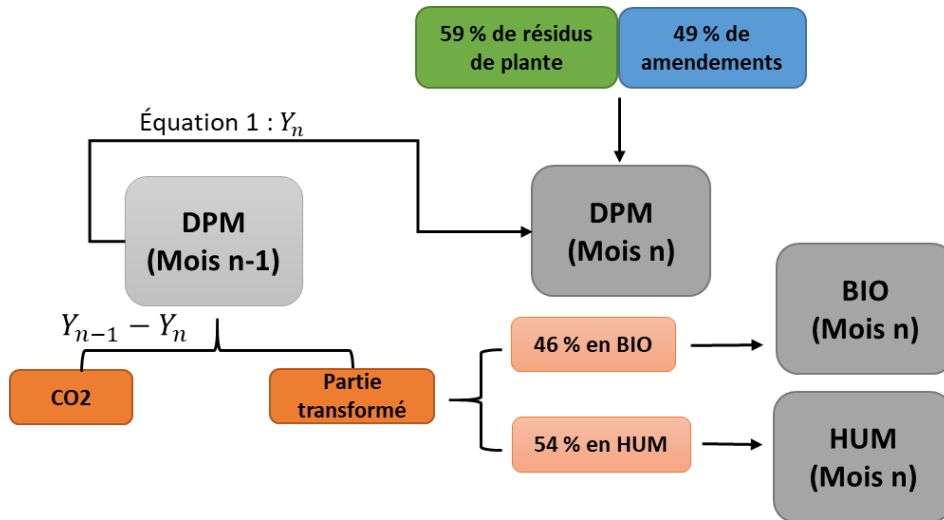 59 % de résidus
de plante
49 % de
amendements
Équation 1 : Yₙ
DPM
(Mois n-1)
DPM
(Mois n)
BIO
(Mois n)
Yₙ₋₁ − Yₙ
46 % en BIO
CO2
Partie
transformé
54 % en HUM
HUM
(Mois n)